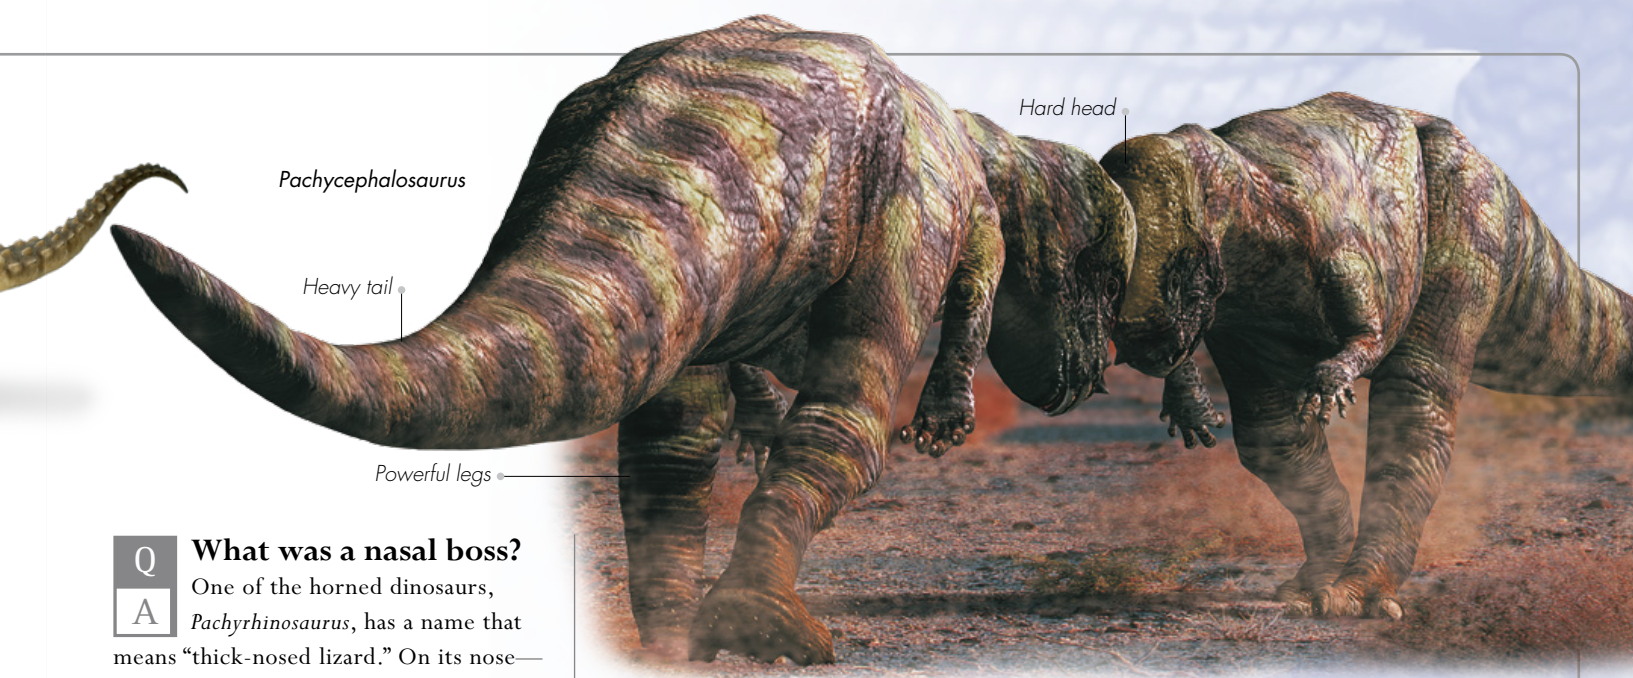 Hard head
Pachycephalosaurus
Heavy tail
Powerful legs
Q
What was a nasal boss?
A
One of the horned dinosaurs,
Pachyrhinosaurus, has a name that
means “thick-nosed lizard.” On its nose—